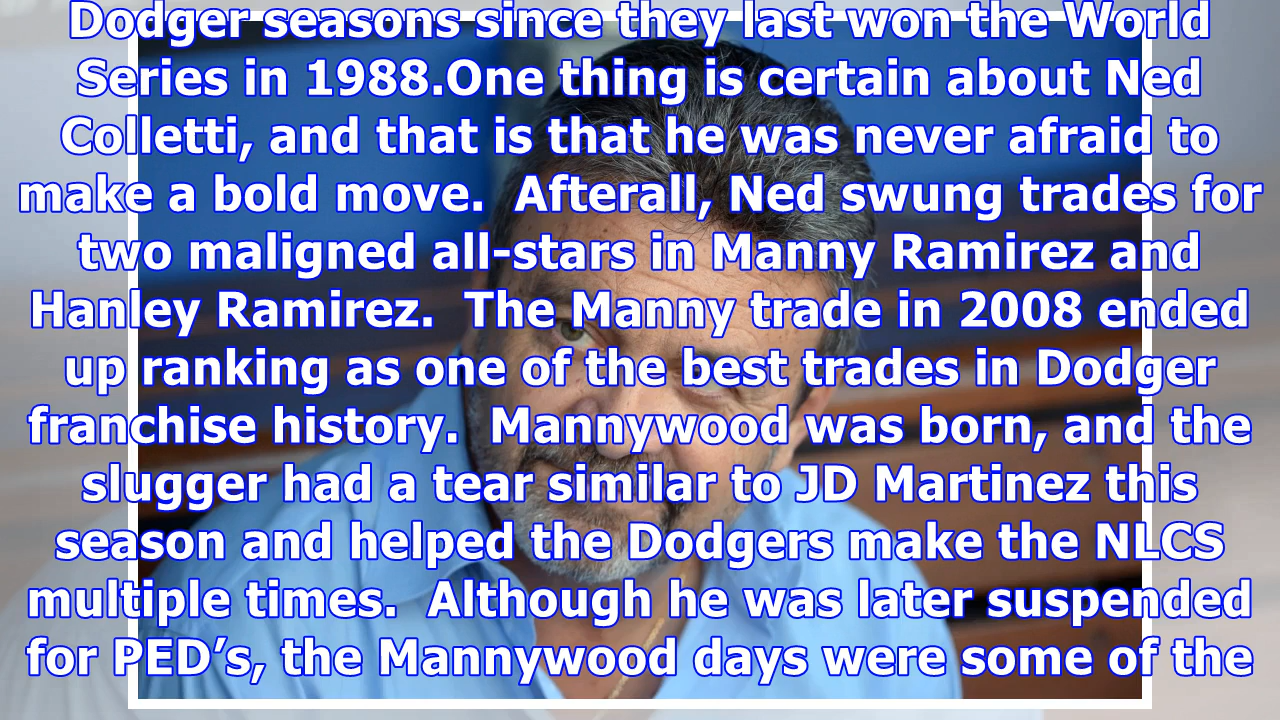 Dodger seasons since they last won the World
Series in 1988.One thing is certain about Ned
Colletti, and that is that he was never afraid to
make a bold move.  Afterall, Ned swung trades for
two maligned all-stars in Manny Ramirez and
Hanley Ramirez.  The Manny trade in 2008 ended
up ranking as one of the best trades in Dodger
franchise history.  Mannywood was born, and the
slugger had a tear similar to JD Martinez this
season and helped the Dodgers make the NLCS
multiple times.  Although he was later suspended
for PED’s, the Mannywood days were some of the